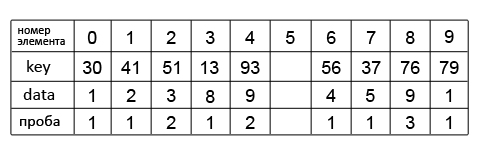 номер
элемента 0 1 2 3 4 5 6 7 8 9
key 30 41 51 13 93 56 37 76 79
data 1 2 3 8 9 4 5 9 1
проба 1 1 2 1 2 1 1 3 1